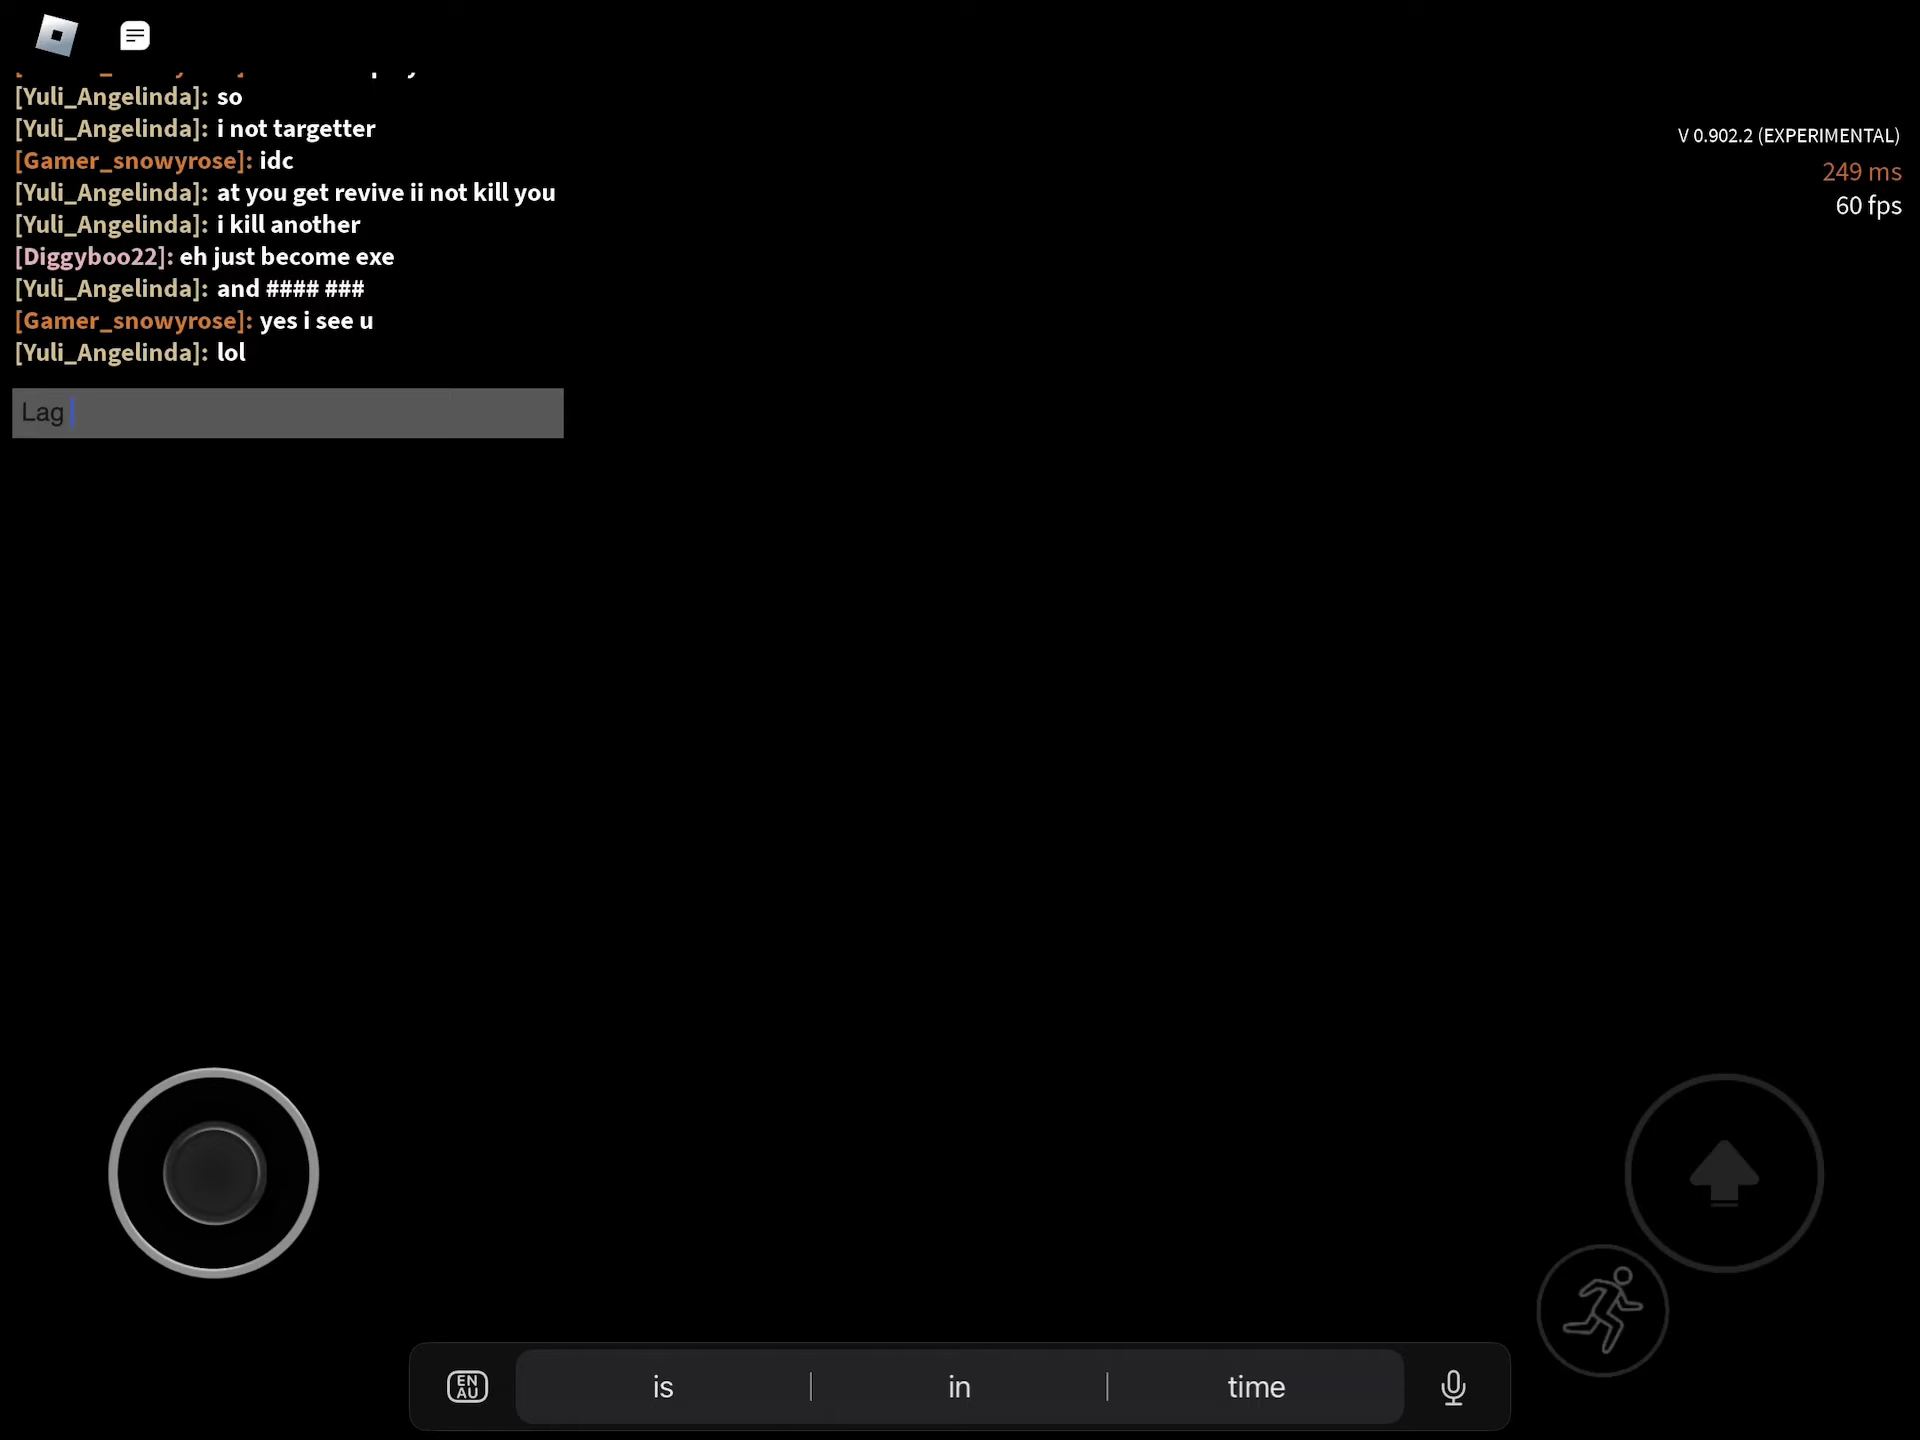 [Yuli_Angelinda]: so
[Yuli_Angelinda]: i not targetter
[Gamer_snowyrose]: idc
[Yuli_Angelinda]: at you get revive ii not kill you
[Yuli_Angelinda]: i kill another
[Diggyboo22]: eh just become exe
[Yuli_Angelinda]: and #### ###
[Gamer_snowyrose]: yes i see u
[Yuli_Angelinda]: lol
Lag
V 0.902.2 (EXPERIMENTAL)
249 ms
60 fps
EN
AU
is
in
time